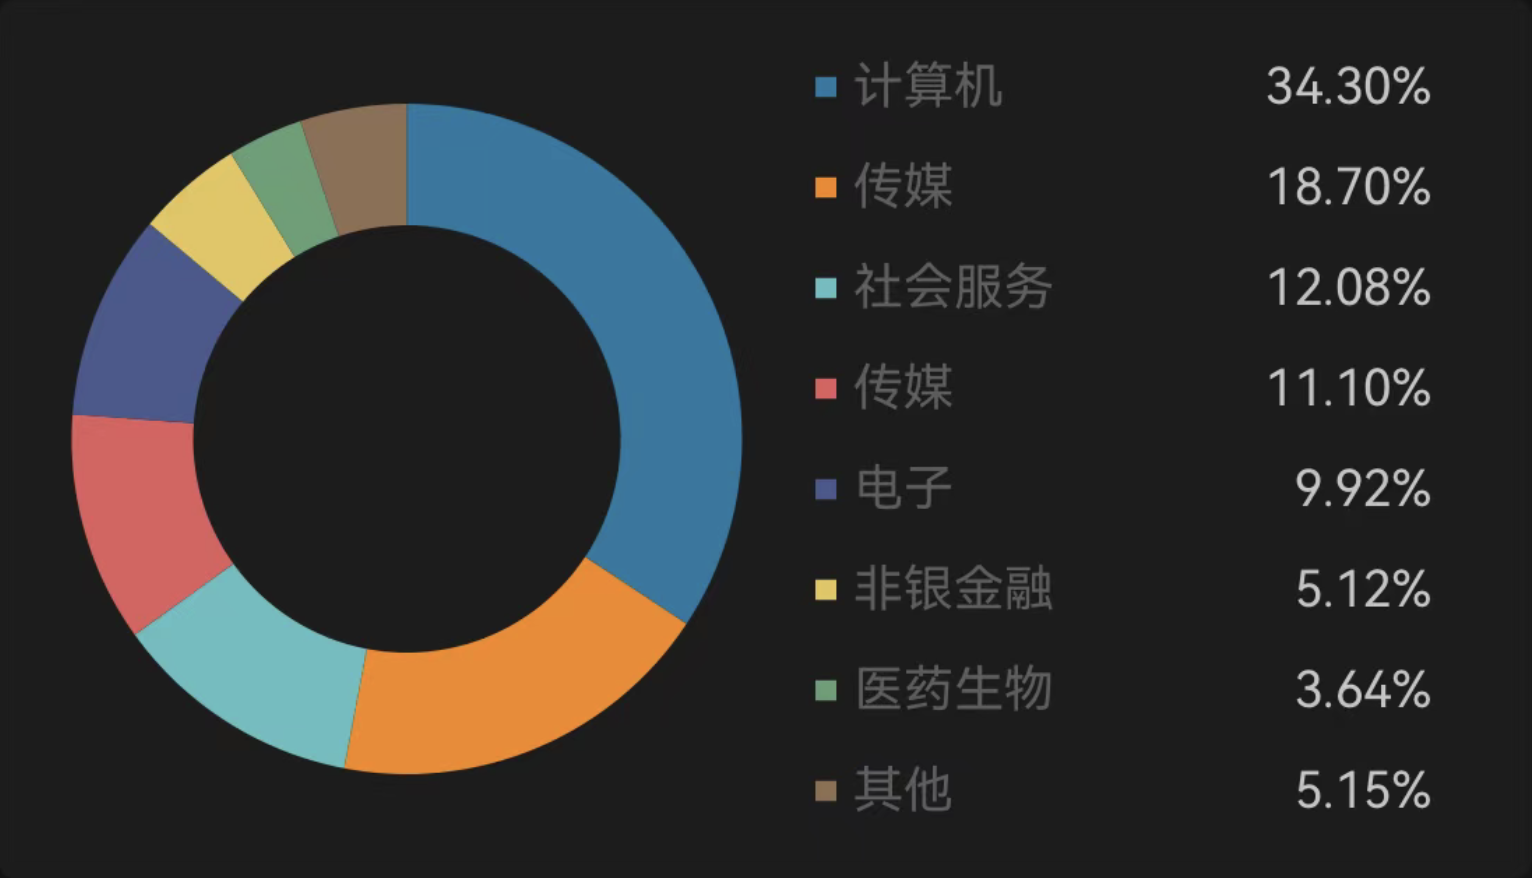 计算机 34.30%
传媒 18.70%
社会服务 12.08%
传媒 11.10%
电子 9.92%
非银金融 5.12%
医药生物 3.64%
其他 5.15%